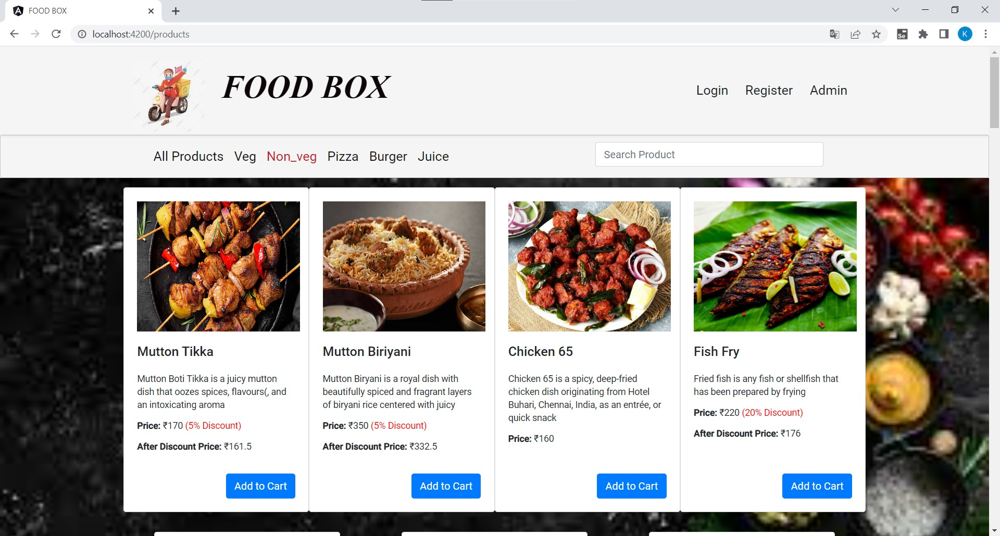 FOOD BOX
localhost:4200/products
Se
K
FOOD BOX
Login Register Admin
All Products Veg Non_veg Pizza Burger Juice
Search Product
Mutton Tikka
Mutton Boti Tikka is a juicy mutton
dish that oozes spices, flavours(, and
an intoxicating aroma
Price: ₹170 (5% Discount)
After Discount Price: ₹161.5
Add to Cart
Mutton Biriyani
Mutton Biryani is a royal dish with
beautifully spiced and fragrant layers
of biryani rice centered with juicy
Price: ₹350 (5% Discount)
After Discount Price: ₹332.5
Add to Cart
Chicken 65
Chicken 65 is a spicy, deep-fried
chicken dish originating from Hotel
Buhari, Chennai, India, as an entrée, or
quick snack
Price: ₹160
Add to Cart
Fish Fry
Fried fish is any fish or shellfish that
has been prepared by frying
Price: ₹220 (20% Discount)
After Discount Price: ₹176
Add to Cart